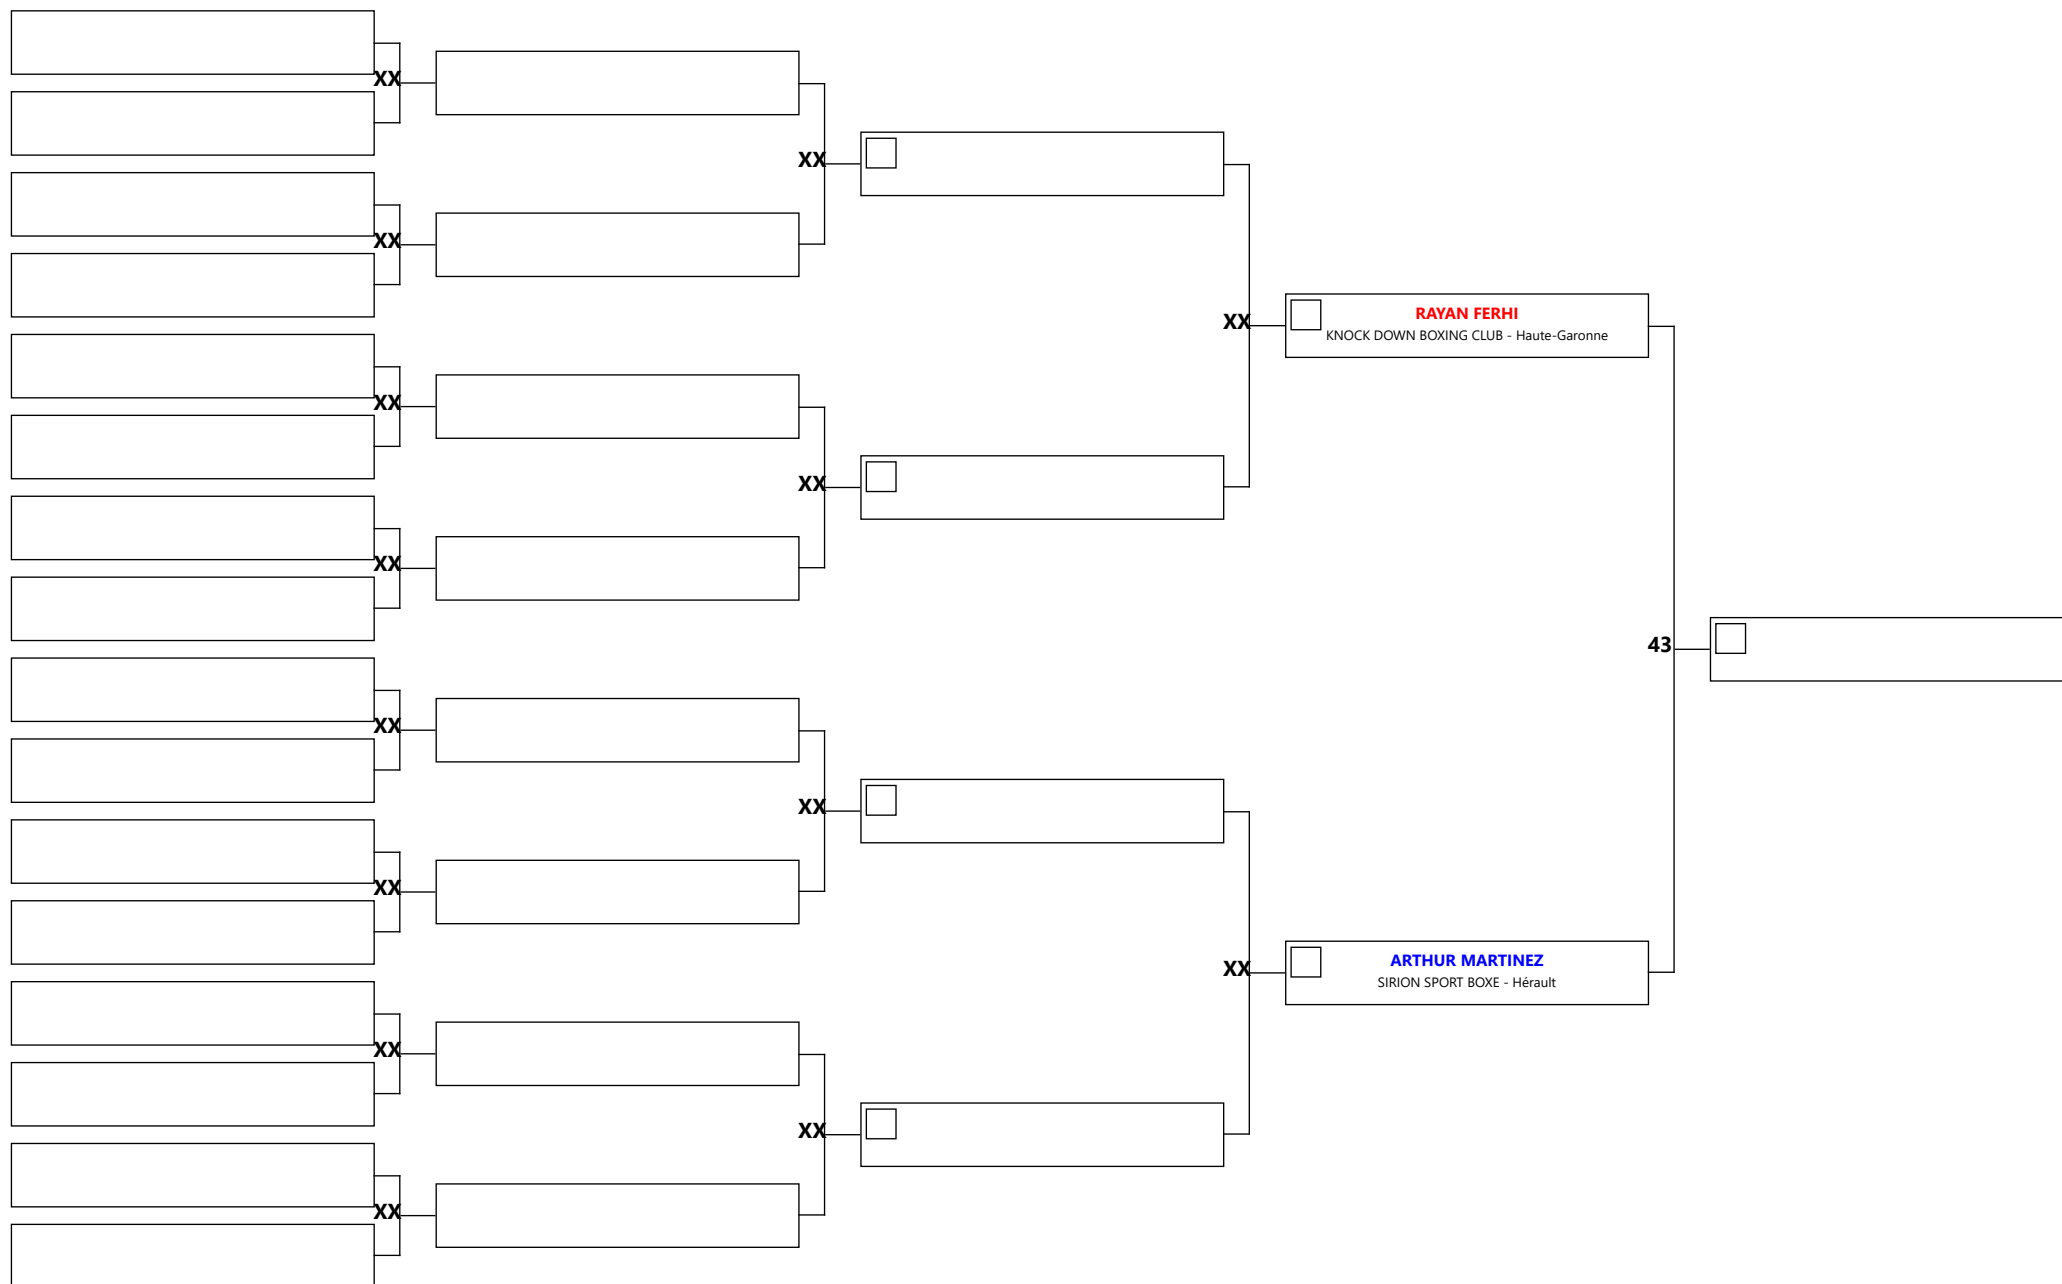 XX
XX
XX
XX
XX
XX
XX
XX
XX
XX
XX
XX
XX
RAYAN FERHI
KNOCK DOWN BOXING CLUB - Haute-Garonne
XX
ARTHUR MARTINEZ
SIRION SPORT BOXE - Hérault
43